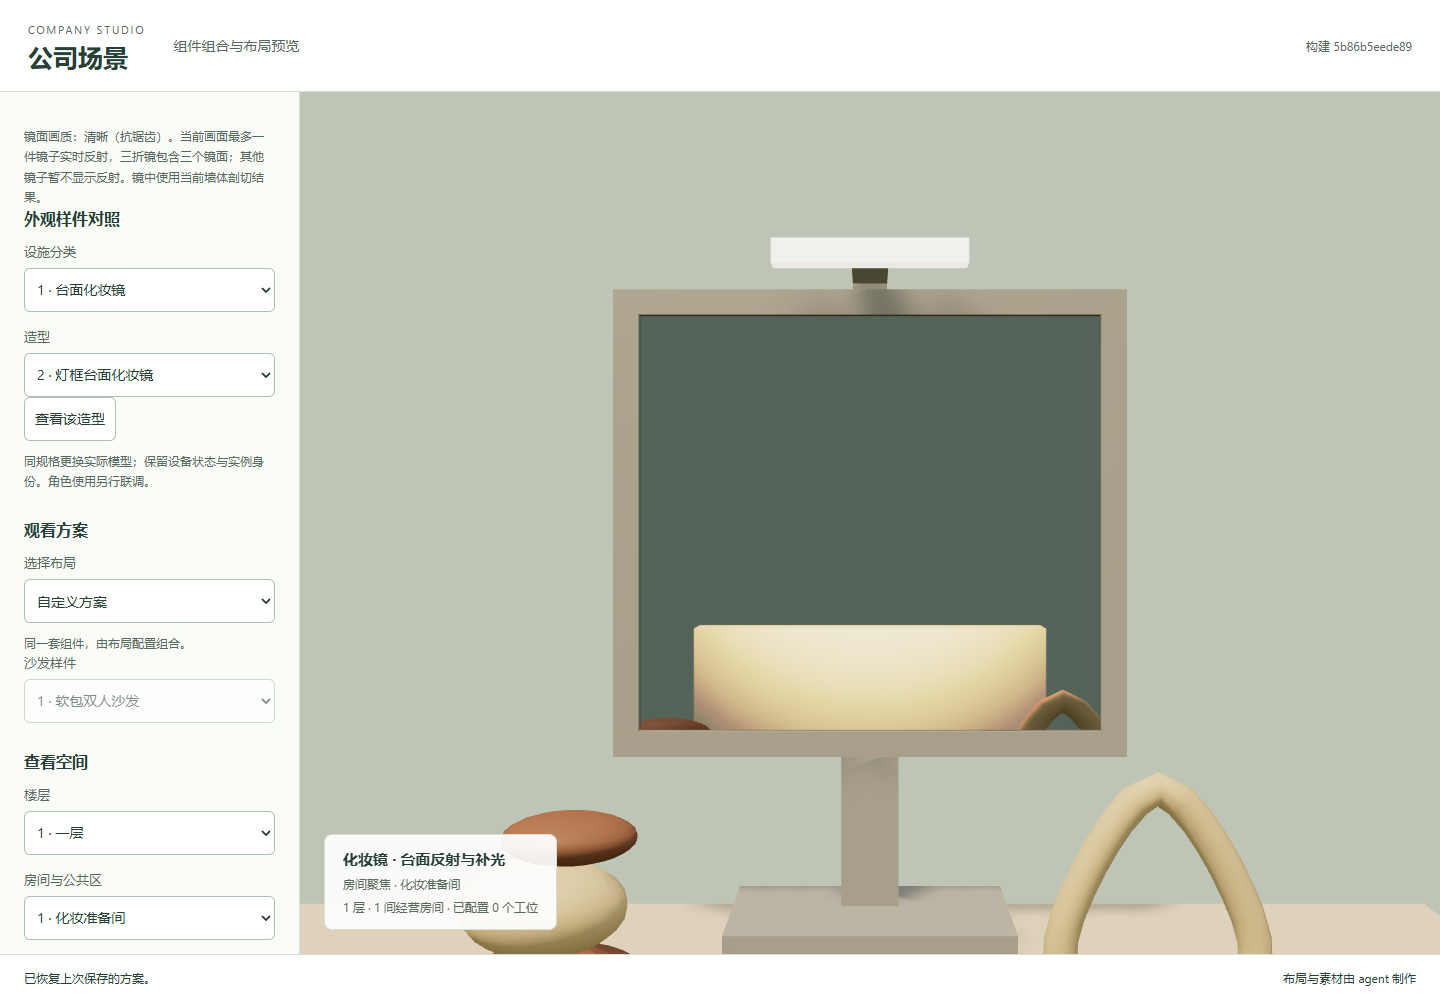 COMPANY STUDIO
公司场景
组件组合与布局预览
构建 5b86b5eede89
镜面画质：清晰（抗锯齿）。当前画面最多一
件镜子实时反射，三折镜包含三个镜面；其他
镜子暂不显示反射。镜中使用当前墙体剖切结
果。
外观样件对照
设施分类
1 · 台面化妆镜
造型
2 · 灯框台面化妆镜
查看该造型
同规格更换实际模型；保留设备状态与实例身
份。角色使用另行联调。
观看方案
选择布局
自定义方案
同一套组件，由布局配置组合。
沙发样件
1 · 软包双人沙发
查看空间
楼层
1 · 一层
房间与公共区
1 · 化妆准备间
化妆镜 · 台面反射与补光
房间聚焦 · 化妆准备间
1 层 · 1 间经营房间 · 已配置 0 个工位
已恢复上次保存的方案。
布局与素材由 agent 制作